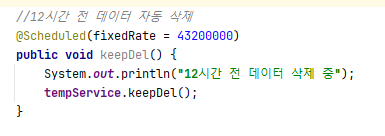 //12시간 전 데이터 자동 삭제
@Scheduled(fixedRate = 43200000)
public void keepDel() {
System.out.println("12시간 전 데이터 삭제 중");
tempService.keepDel();
}